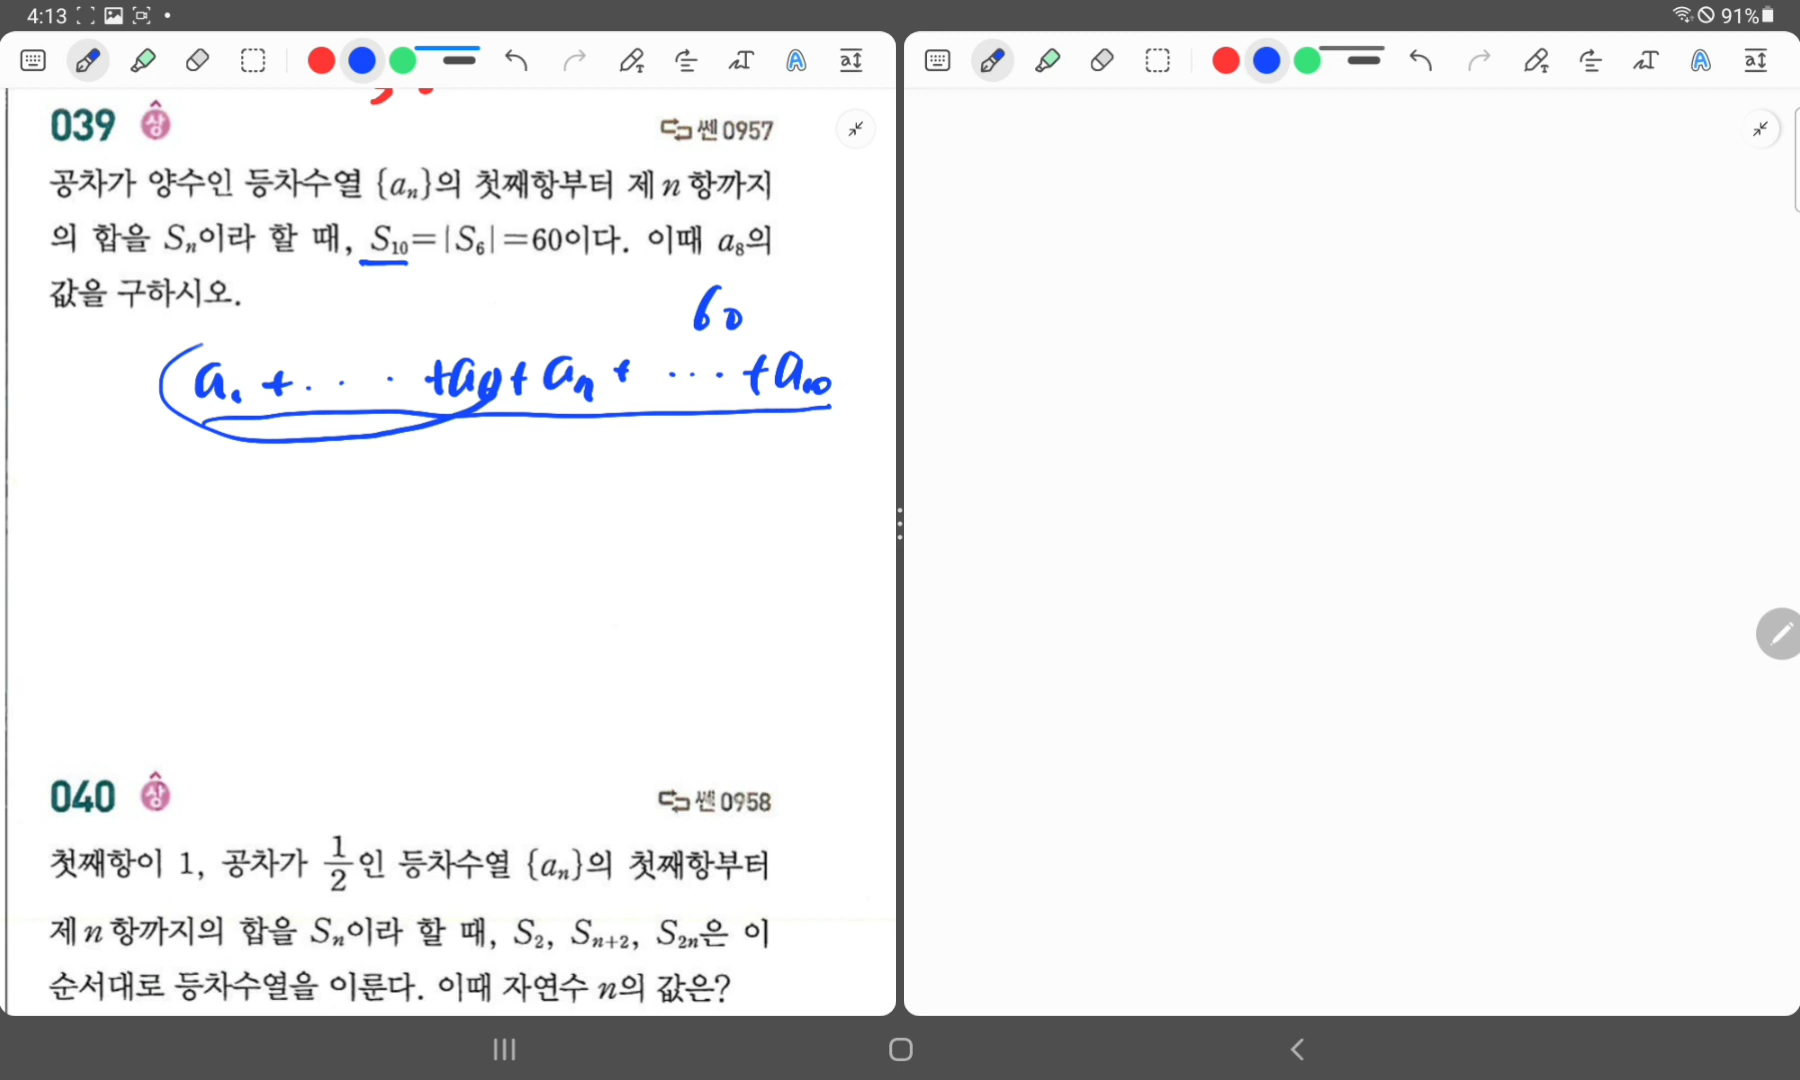 4:13 91%
039 상 쎈 0957
공차가 양수인 등차수열 {aₙ}의 첫째항부터 제 n 항까지
의 합을 Sₙ이라 할 때, S₁₀=|S₆|=60이다. 이때 a₈의
값을 구하시오.
60
a₁ + · · · + a + aₙ + · · · + a₁₀
040 상 쎈 0958
첫째항이 1, 공차가 1/2인 등차수열 {aₙ}의 첫째항부터
제 n 항까지의 합을 Sₙ이라 할 때, S₂, Sₙ₊₂, S₂ₙ은 이
순서대로 등차수열을 이룬다. 이때 자연수 n의 값은?